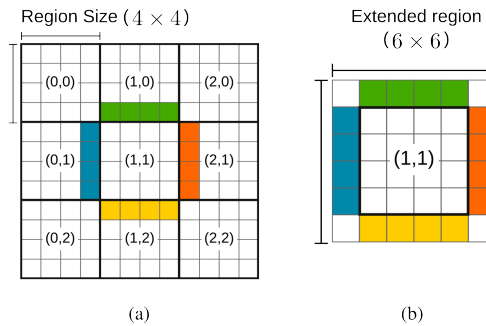 Region Size (4 × 4)
(0,0) (1,0) (2,0)
(0,1) (1,1) (2,1)
(0,2) (1,2) (2,2)
(a)
Extended region
(6 × 6)
(1,1)
(b)